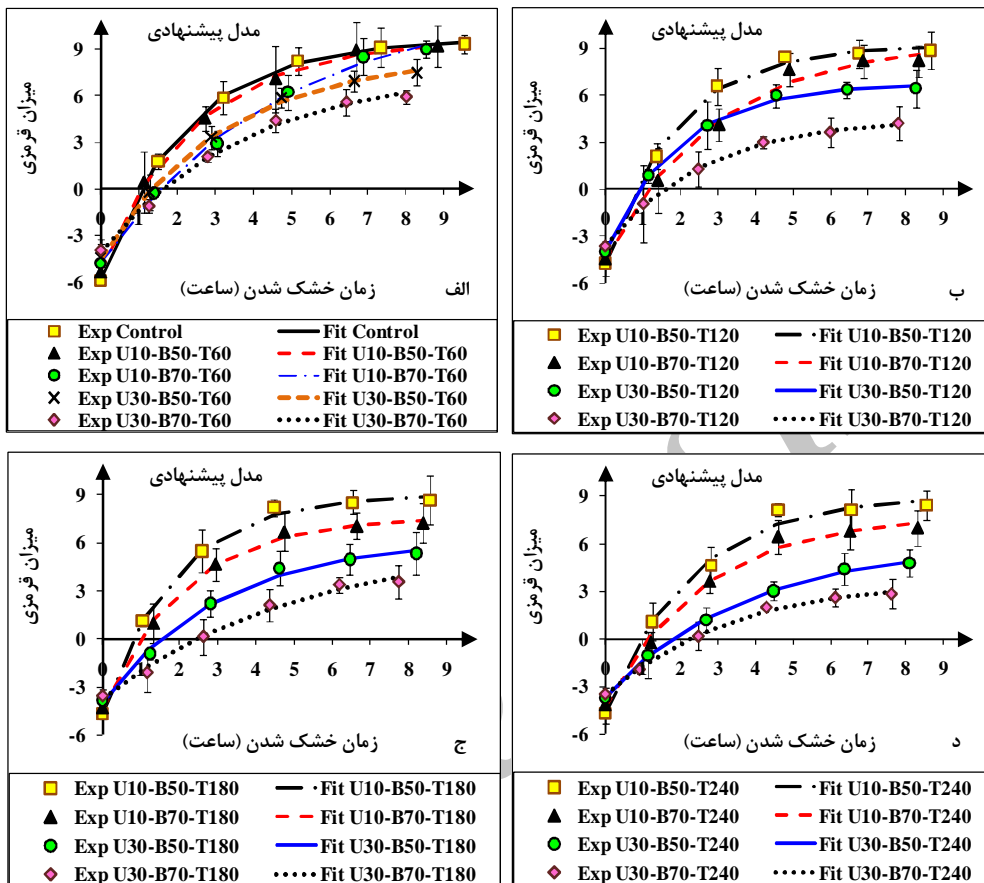 مدل پیشنهادی
میزان قرمزی
9
6
3
0
-3
-6
0 1 2 3 4 5 6 7 8 9
زمان خشک شدن (ساعت)
الف
Exp Control Fit Control
Exp U10-B50-T60 Fit U10-B50-T60
Exp U10-B70-T60 Fit U10-B70-T60
Exp U30-B50-T60 Fit U30-B50-T60
Exp U30-B70-T60 Fit U30-B70-T60
مدل پیشنهادی
میزان قرمزی
9
6
3
0
-3
-6
0 1 2 3 4 5 6 7 8 9
زمان خشک شدن (ساعت)
ب
Exp U10-B50-T120 Fit U10-B50-T120
Exp U10-B70-T120 Fit U10-B70-T120
Exp U30-B50-T120 Fit U30-B50-T120
Exp U30-B70-T120 Fit U30-B70-T120
مدل پیشنهادی
میزان قرمزی
9
6
3
0
-3
-6
0 1 2 3 4 5 6 7 8 9
زمان خشک شدن (ساعت)
ج
Exp U10-B50-T180 Fit U10-B50-T180
Exp U10-B70-T180 Fit U10-B70-T180
Exp U30-B50-T180 Fit U30-B50-T180
Exp U30-B70-T180 Fit U30-B70-T180
مدل پیشنهادی
میزان قرمزی
9
6
3
0
-3
-6
0 1 2 3 4 5 6 7 8 9
زمان خشک شدن (ساعت)
د
Exp U10-B50-T240 Fit U10-B50-T240
Exp U10-B70-T240 Fit U10-B70-T240
Exp U30-B50-T240 Fit U30-B50-T240
Exp U30-B70-T240 Fit U30-B70-T240